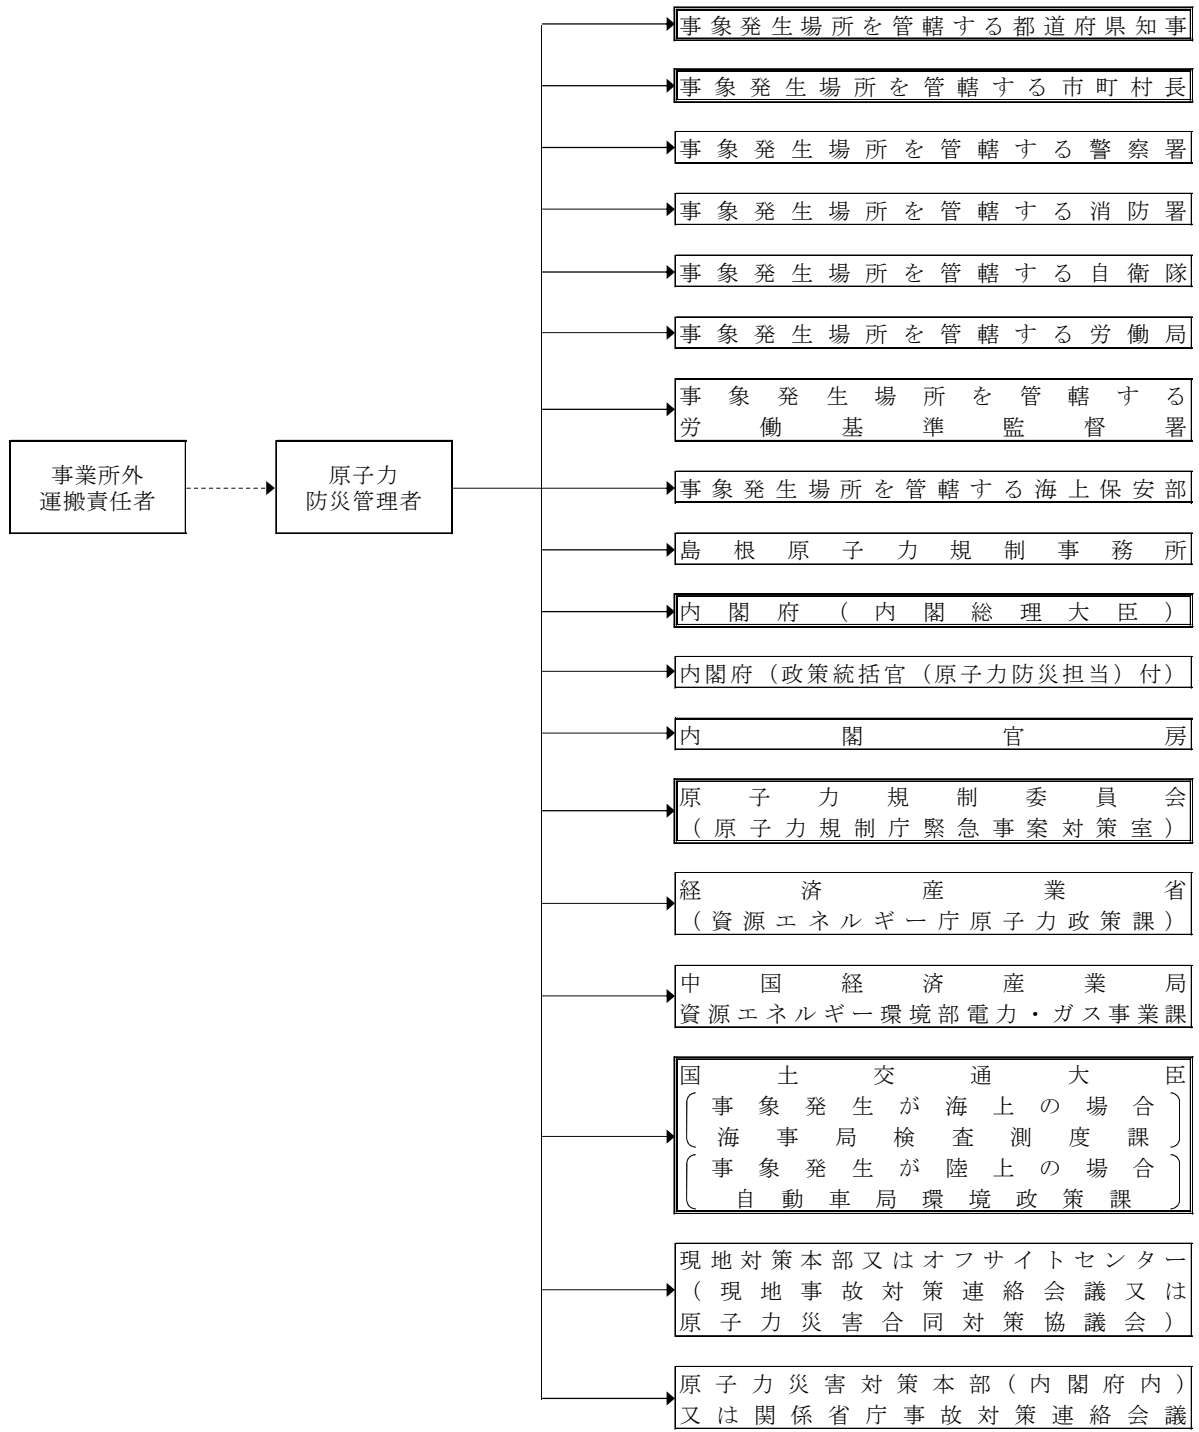 事象発生場所を管轄する都道府県知事
事象発生場所を管轄する市町村長
事象発生場所を管轄する警察署
事象発生場所を管轄する消防署
事象発生場所を管轄する自衛隊
事象発生場所を管轄する労働局
事象発生場所を管轄する
労働基準監督署
事業所外
運搬責任者
原子力
防災管理者
事象発生場所を管轄する海上保安部
島根原子力規制事務所
内閣府（内閣総理大臣）
内閣府（政策統括官（原子力防災担当）付）
内閣官房
原子力規制委員会
（原子力規制庁緊急事案対策室）
経済産業省
（資源エネルギー庁原子力政策課）
中国経済産業局
資源エネルギー環境部電力・ガス事業課
国土交通大臣
事象発生が海上の場合
海事局検査測度課
事象発生が陸上の場合
自動車局環境政策課
現地対策本部又はオフサイトセンター
（現地事故対策連絡会議又は
原子力災害合同対策協議会）
原子力災害対策本部（内閣府内）
又は関係省庁事故対策連絡会議